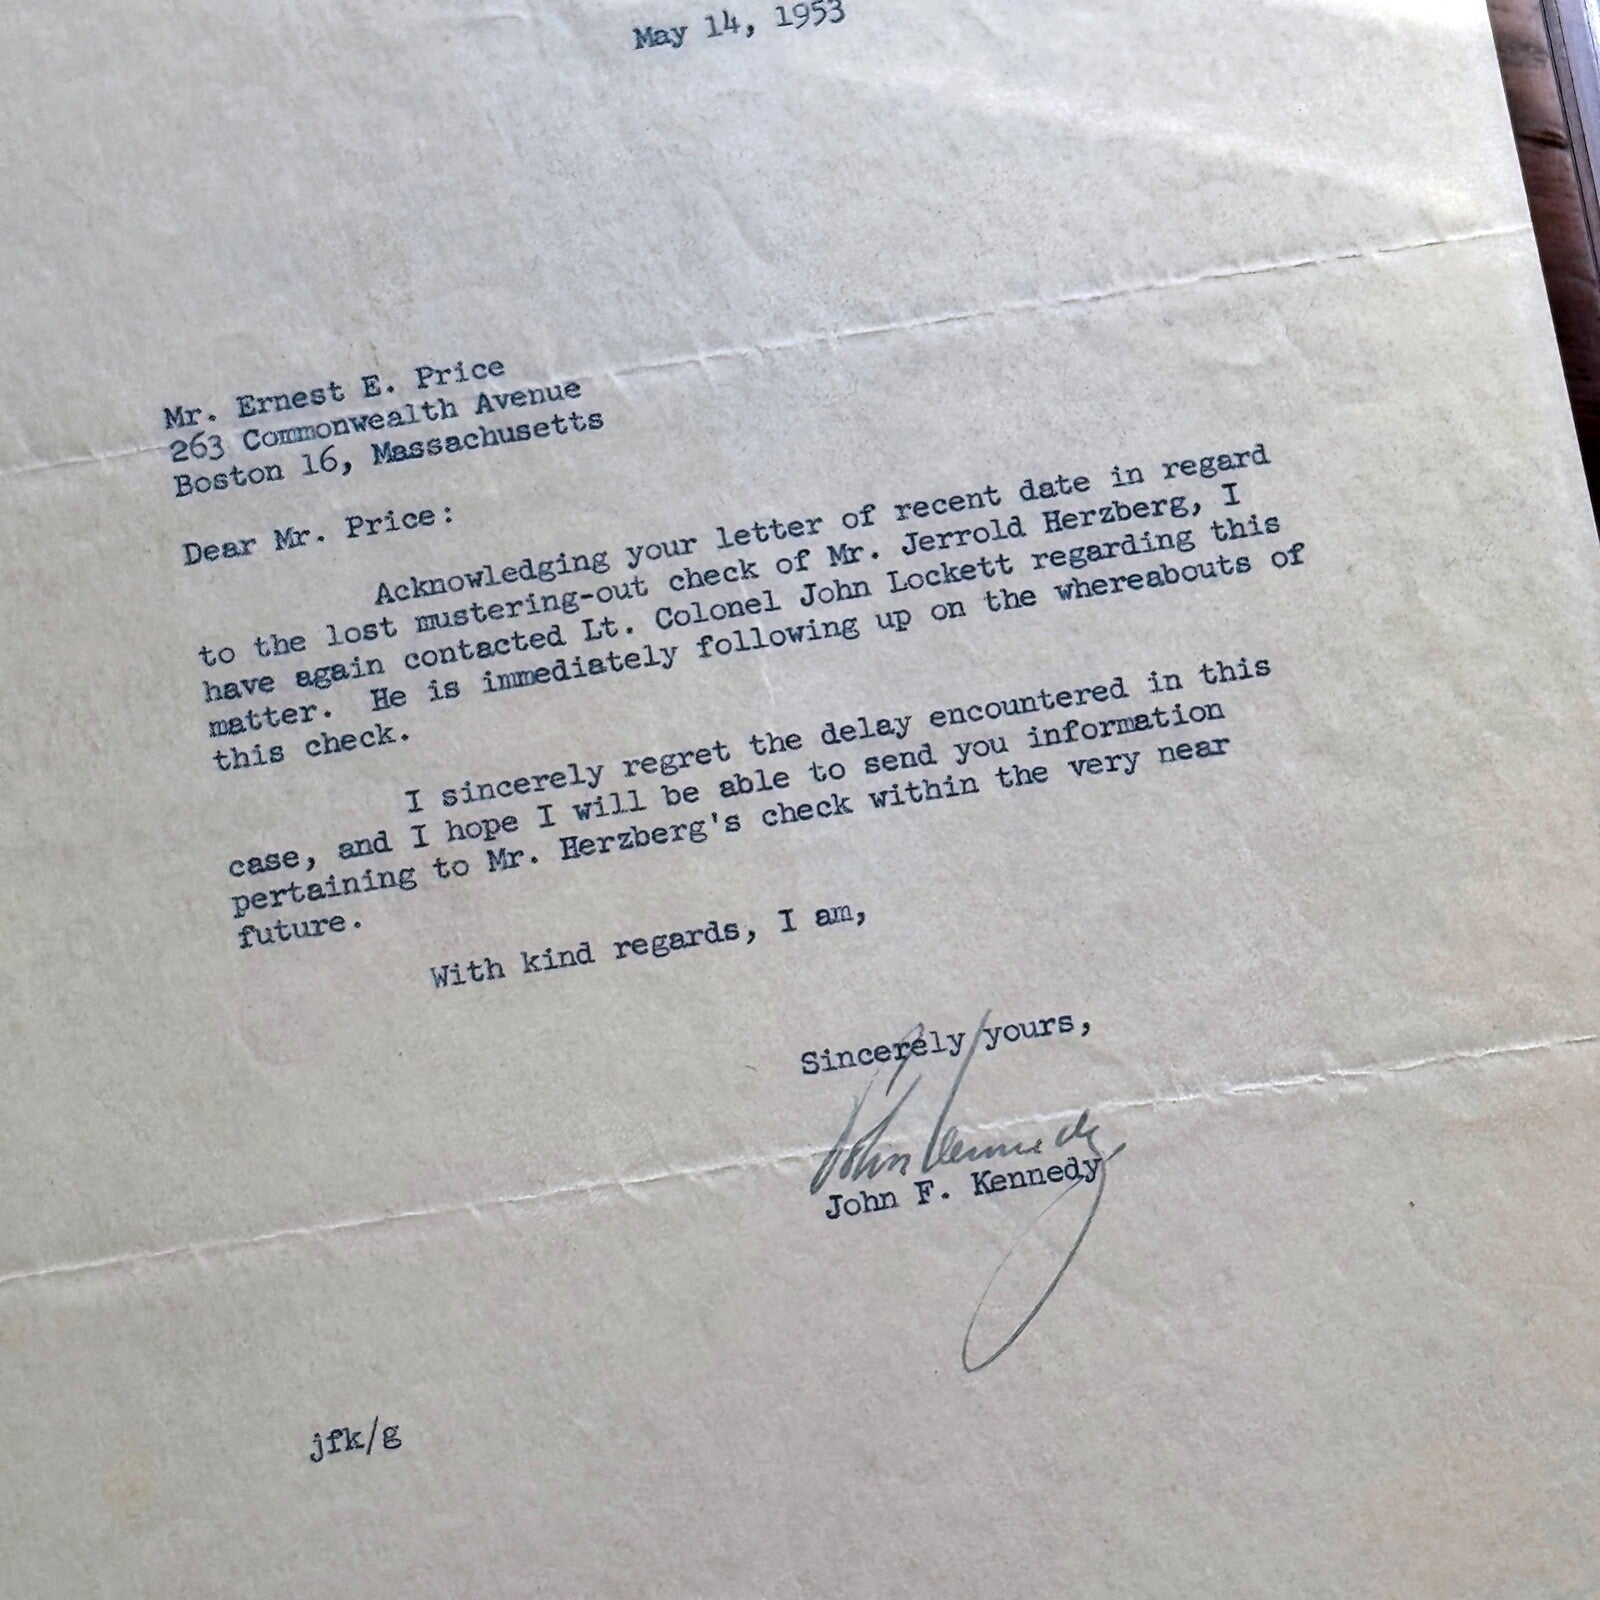 May 14, 1953
Mr. Ernest E. Price
263 Commonwealth Avenue
Boston 16, Massachusetts
Dear Mr. Price:
Acknowledging your letter of recent date in regard
to the lost mustering-out check of Mr. Jerrold Herzberg, I
have again contacted Lt. Colonel John Lockett regarding this
matter. He is immediately following up on the whereabouts of
this check.
I sincerely regret the delay encountered in this
case, and I hope I will be able to send you information
pertaining to Mr. Herzberg's check within the very near
future.
With kind regards, I am,
Sincerely yours,
John Kennedy
John F. Kennedy
jfk/g